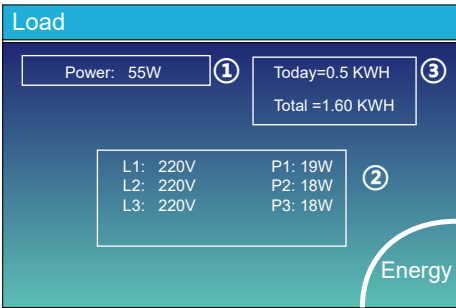 Load
Power: 55W ①
Today=0.5 KWH ③
Total =1.60 KWH
L1: 220V P1: 19W
L2: 220V P2: 18W ②
L3: 220V P3: 18W
Energy